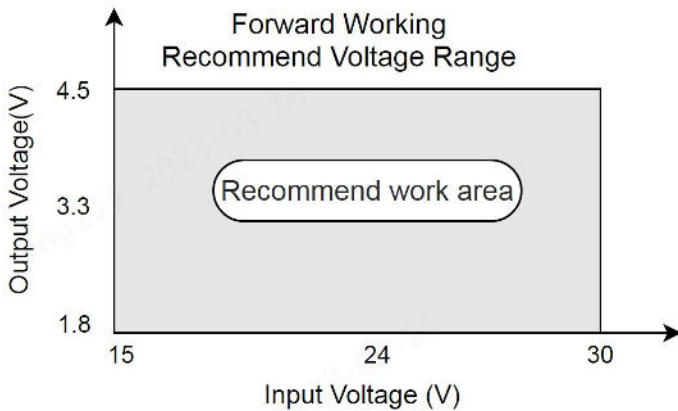 Forward Working
Recommend Voltage Range
Output Voltage(V)
4.5
Recommend work area
3.3
1.8
15
24
30
Input Voltage (V)